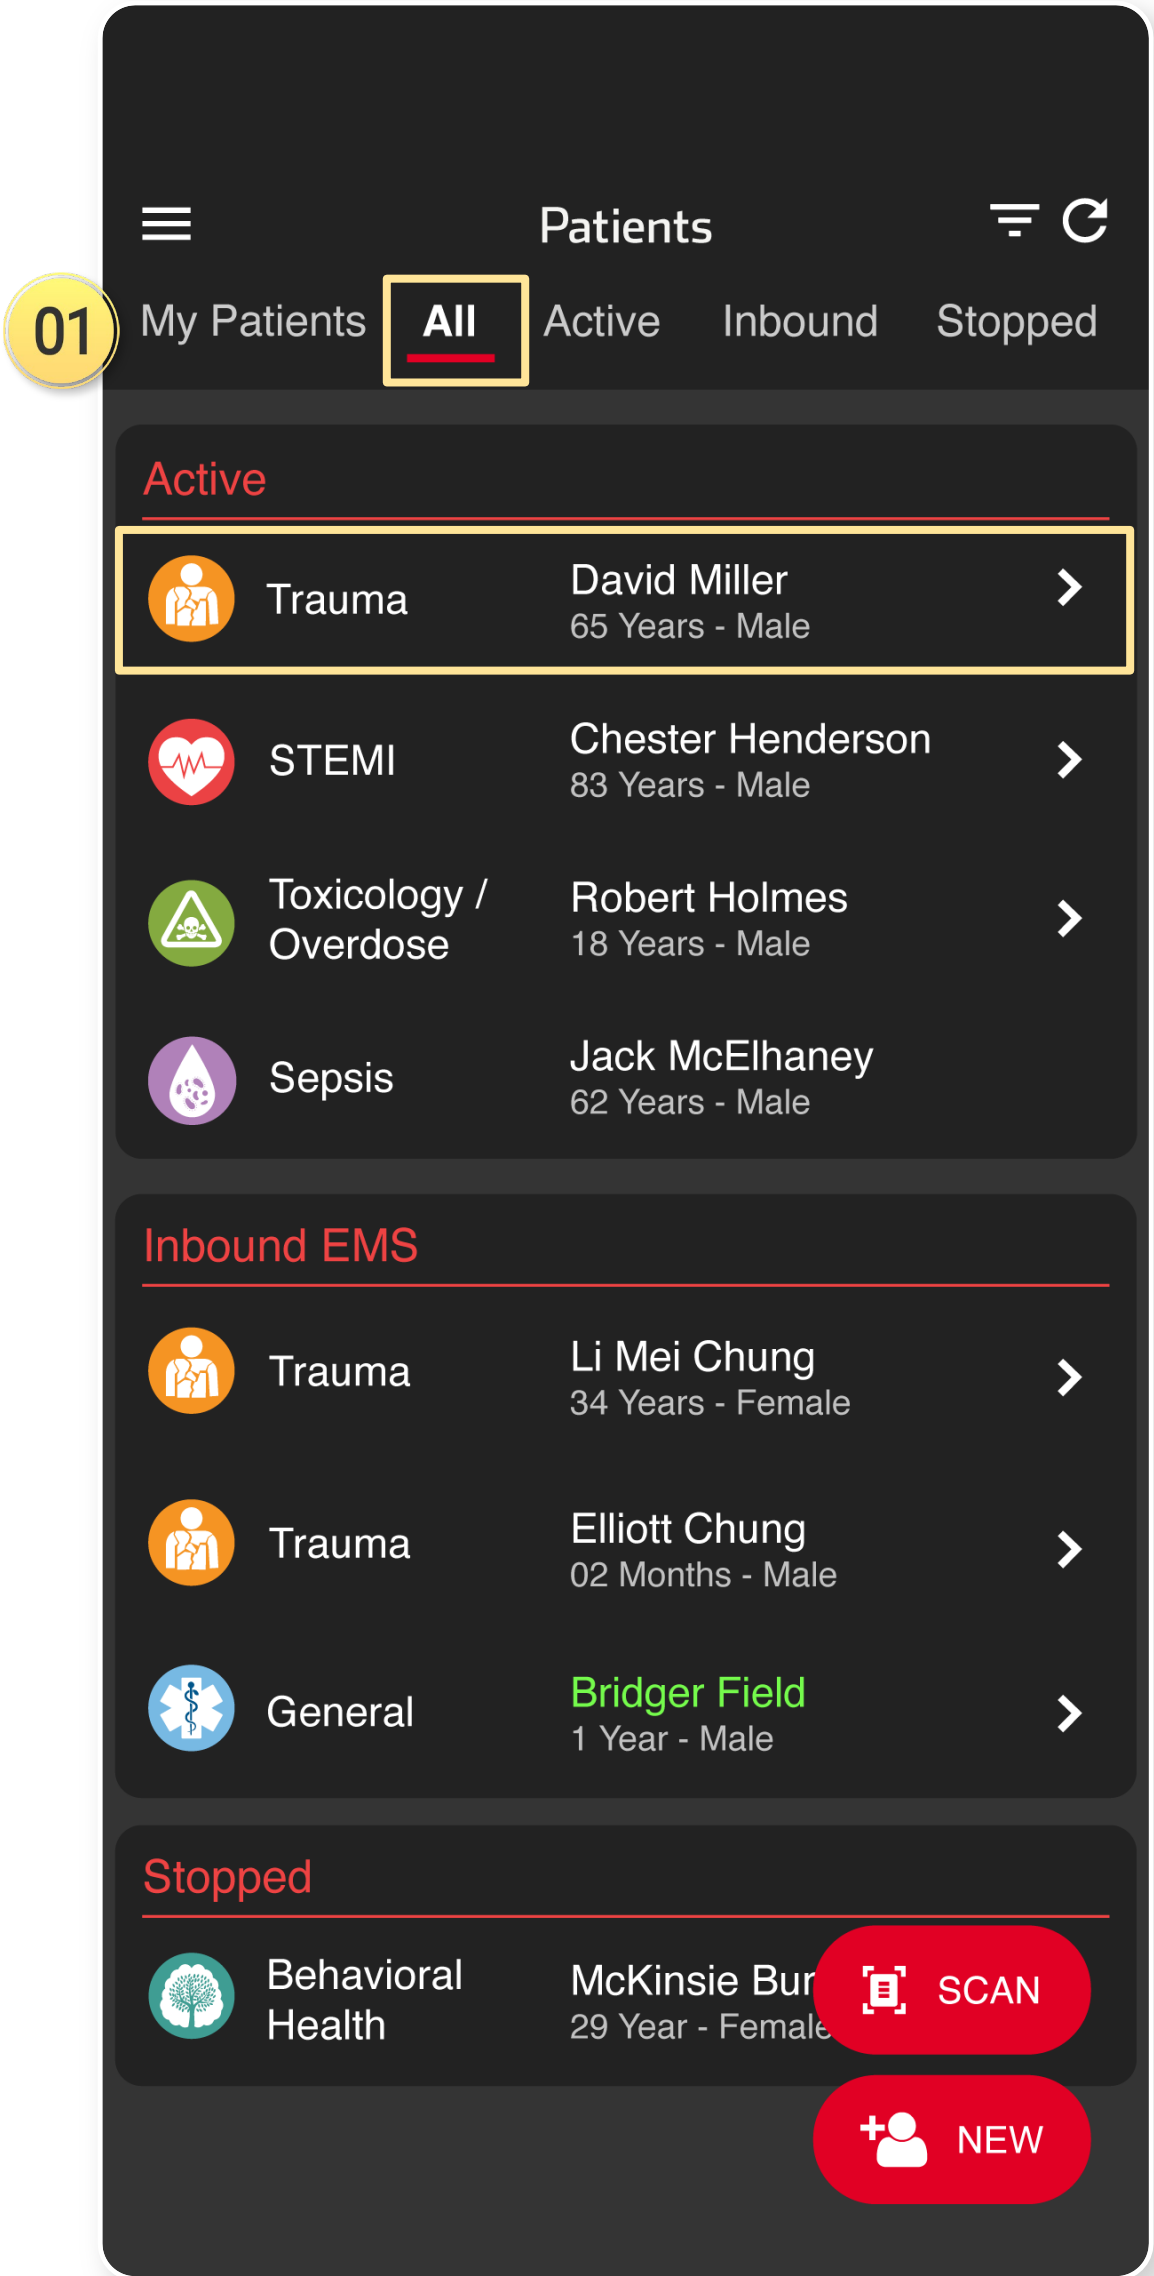 Patients
01
My Patients All Active Inbound Stopped
Active
Trauma
David Miller
65 Years - Male
STEMI
Chester Henderson
83 Years - Male
Toxicology /
Overdose
Robert Holmes
18 Years - Male
Sepsis
Jack McElhaney
62 Years - Male
Inbound EMS
Trauma
Li Mei Chung
34 Years - Female
Trauma
Elliott Chung
02 Months - Male
General
Bridger Field
1 Year - Male
Stopped
Behavioral
Health
McKinsie
29 Year - Female
SCAN
NEW